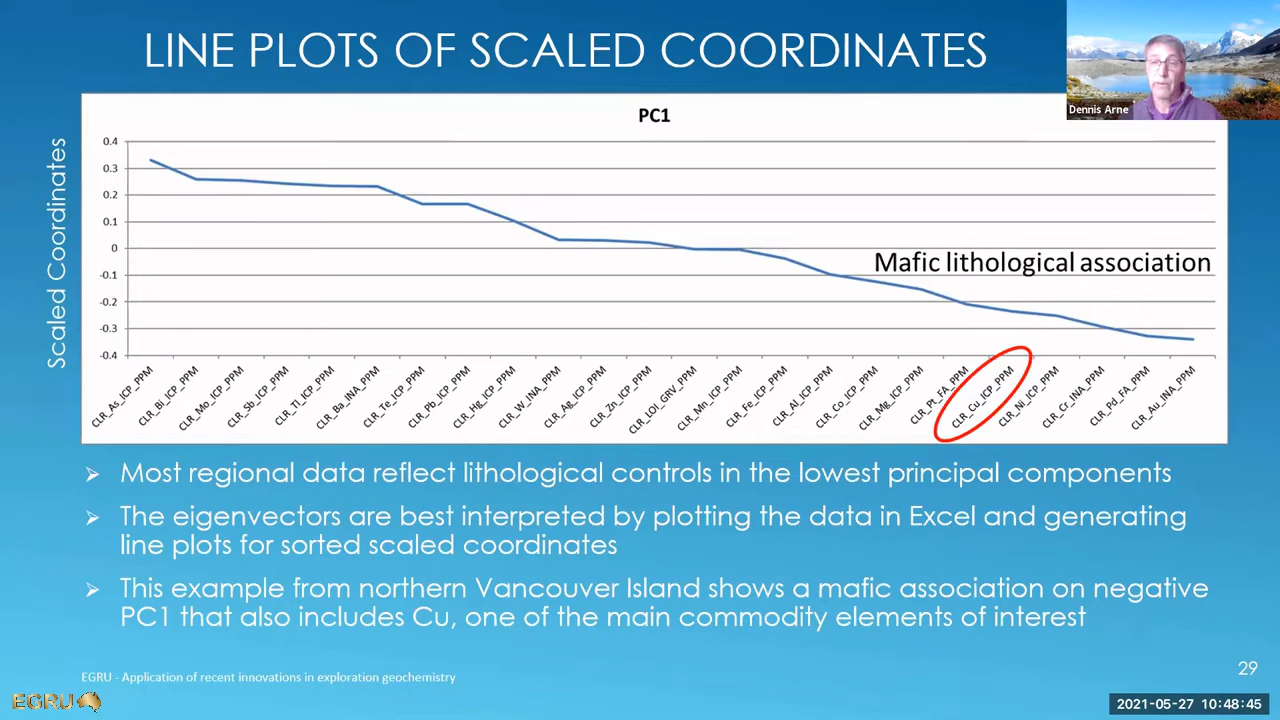 LINE PLOTS OF SCALED COORDINATES
Dennis Arne
PC1
Scaled Coordinates
0.4
0.3
0.2
0.1
0
-0.1
-0.2
-0.3
-0.4
Mafic lithological association
CLR_As_ICP_PPM
CLR_Bi_ICP_PPM
CLR_Mo_ICP_PPM
CLR_Sb_ICP_PPM
CLR_Tl_ICP_PPM
CLR_Ba_INA_PPM
CLR_Te_ICP_PPM
CLR_Pb_ICP_PPM
CLR_Hg_ICP_PPM
CLR_W_INA_PPM
CLR_Ag_ICP_PPM
CLR_Zn_ICP_PPM
CLR_LOI_GRV_PPM
CLR_Mn_ICP_PPM
CLR_Fe_ICP_PPM
CLR_Al_ICP_PPM
CLR_Co_ICP_PPM
CLR_Mg_ICP_PPM
CLR_Pt_FA_PPM
CLR_Cu_ICP_PPM
CLR_Ni_ICP_PPM
CLR_Cr_INA_PPM
CLR_Pd_FA_PPM
CLR_Au_INA_PPM
➢ Most regional data reflect lithological controls in the lowest principal components
➢ The eigenvectors are best interpreted by plotting the data in Excel and generating
line plots for sorted scaled coordinates
➢ This example from northern Vancouver Island shows a mafic association on negative
PC1 that also includes Cu, one of the main commodity elements of interest
EGRU - Application of recent innovations in exploration geochemistry
29
EGRU
2021-05-27 10:48:45